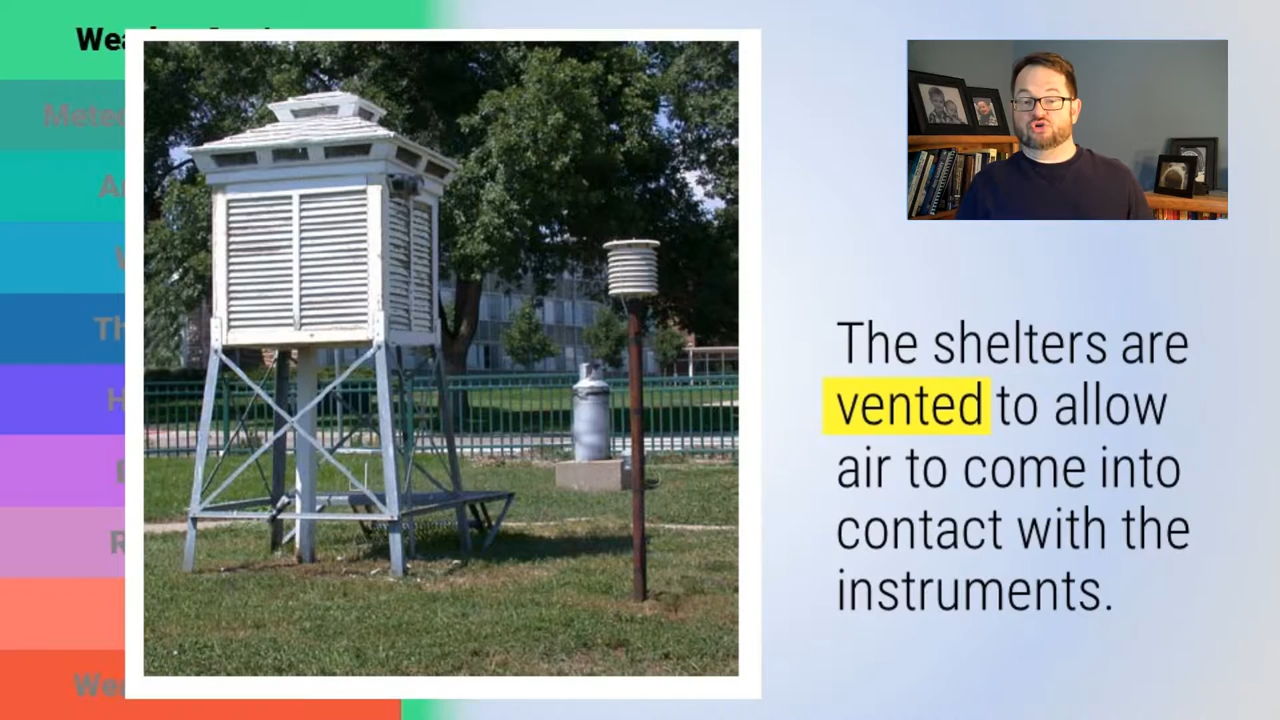 The shelters are
vented to allow
air to come into
contact with the
instruments.